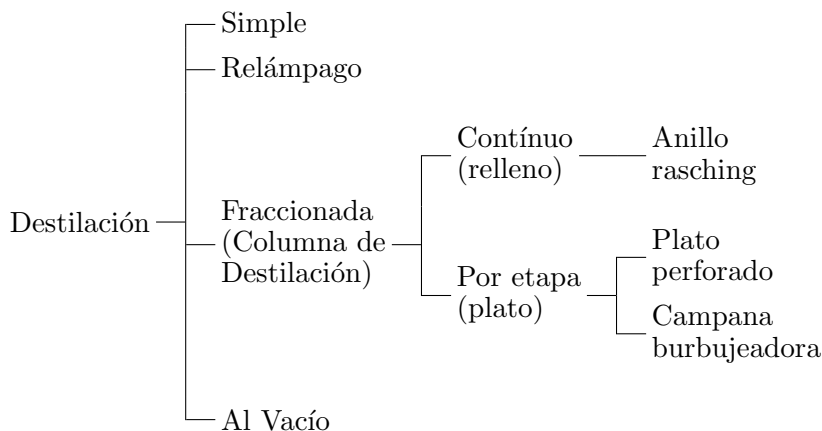 Simple
Relámpago
Contínuo
(relleno)
Anillo
rasching
Destilación
Fraccionada
(Columna de
Destilación)
Por etapa
(plato)
Plato
perforado
Campana
burbujeadora
Al Vacío